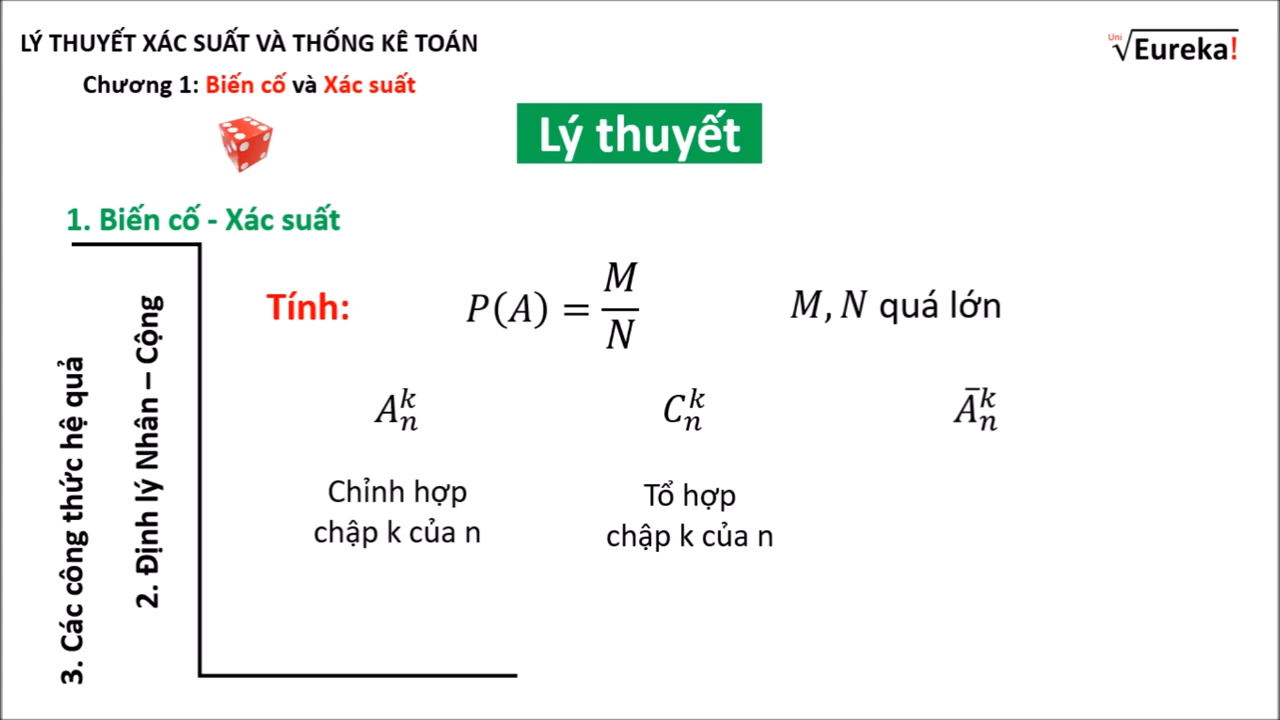 LÝ THUYẾT XÁC SUẤT VÀ THỐNG KÊ TOÁN
Chương 1: Biến cố và Xác suất
Uni
√Eureka!
Lý thuyết
1. Biến cố - Xác suất
2. Định lý Nhân – Cộng
3. Các công thức hệ quả
Tính:
P(A) = M/N
M, N quá lớn
A_n^k
C_n^k
Ā_n^k
Chỉnh hợp
chập k của n
Tổ hợp
chập k của n